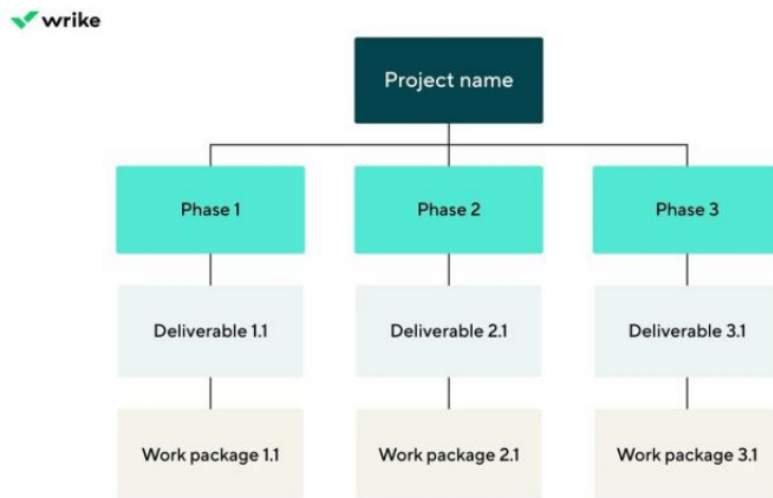 wrike
Project name
Phase 1
Phase 2
Phase 3
Deliverable 1.1
Deliverable 2.1
Deliverable 3.1
Work package 1.1
Work package 2.1
Work package 3.1